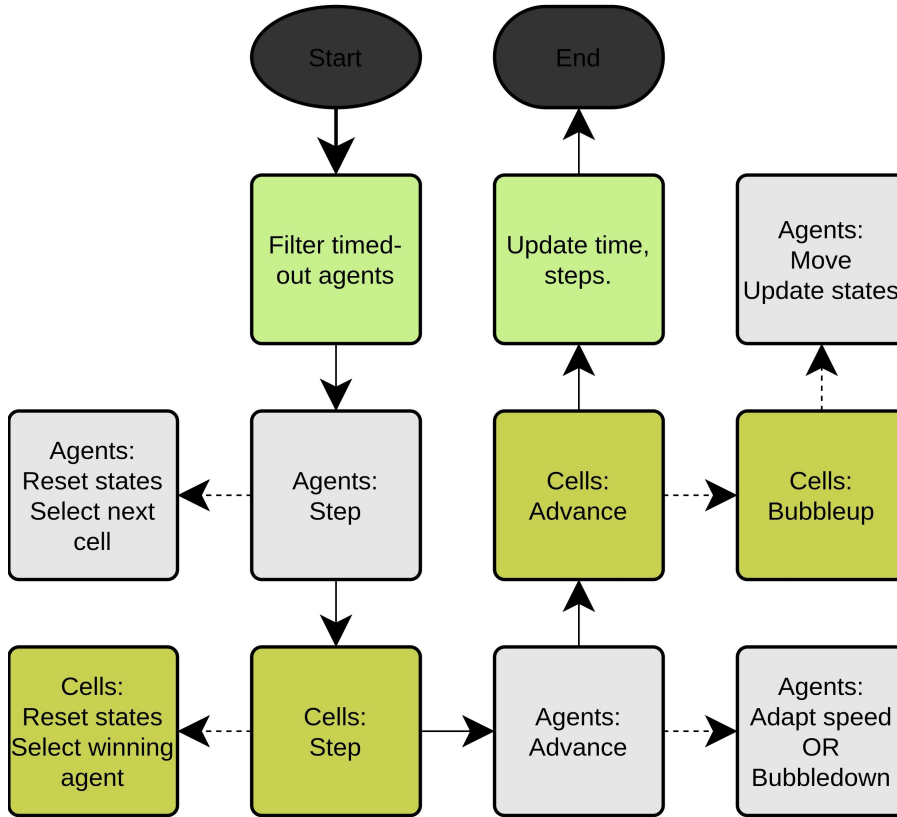 Start
End
Filter timed-
out agents
Update time,
steps.
Agents:
Move
Update states
Agents:
Reset states
Select next
cell
Agents:
Step
Cells:
Advance
Cells:
Bubbleup
Cells:
Reset states
Select winning
agent
Cells:
Step
Agents:
Advance
Agents:
Adapt speed
OR
Bubbledown